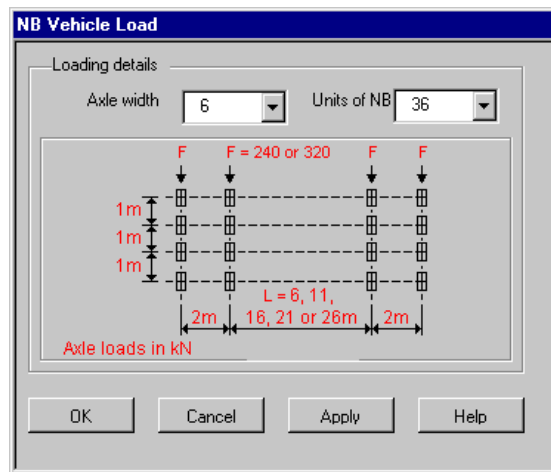 NB Vehicle Load
Loading details
Axle width 6 Units of NB 36
F F = 240 or 320 F F
1m
1m
1m
L = 6, 11,
2m 16, 21 or 26m 2m
Axle loads in kN
OK Cancel Apply Help